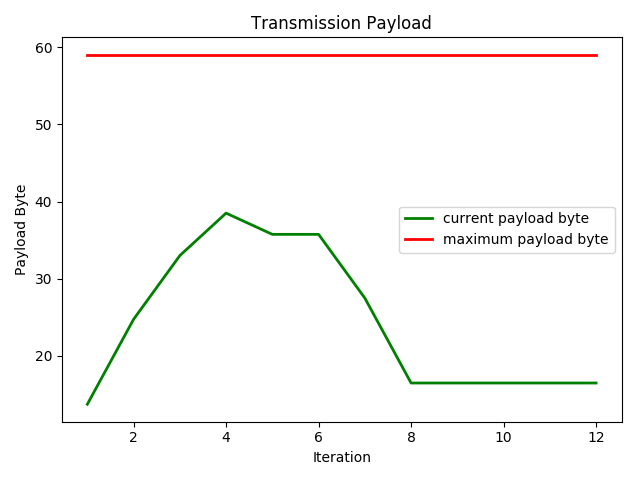 Transmission Payload
60
50
40
30
20
Payload Byte
current payload byte
maximum payload byte
2 4 6 8 10 12
Iteration